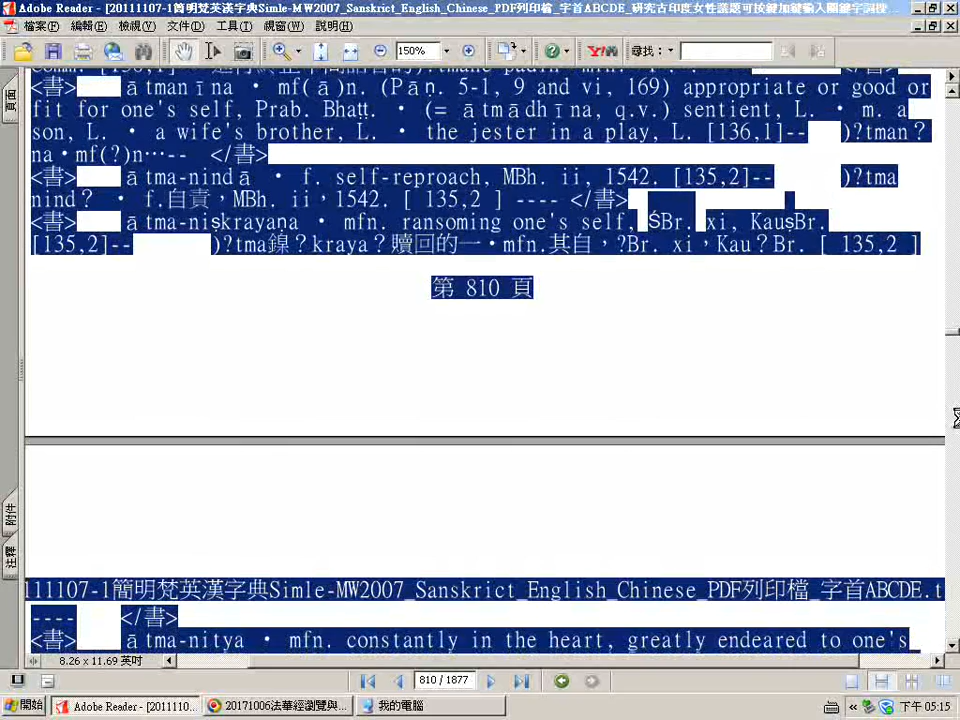 Adobe Reader - [20111107-1簡明梵英漢字典Simle-MW2007_Sanskrict_English_Chinese_PDF列印檔_字首ABCDE_研究古印度女性議題可按鍵加鍵輸入關鍵字詞搜
檔案(F) 編輯(E) 檢視(V) 文件(D) 工具(T) 視窗(W) 說明(H)
150% 尋找：
<書> ātmanīna • mf(ā)n. (Pāṇ. 5-1, 9 and vi, 169) appropriate or good or
fit for one's self, Prab. Bhaṭṭ. • (= ātmādhīna, q.v.) sentient, L. • m. a
son, L. • a wife's brother, L. • the jester in a play, L. [136,1]-- )?tman？
na•mf(?)n…-- </書>
<書> ātma-nindā • f. self-reproach, MBh. ii, 1542. [135,2]-- )?tma
nind？ • f.自責，MBh. ii，1542. [ 135,2 ] ---- </書>
<書> ātma-niṣkrayaṇa • mfn. ransoming one's self, ŚBr. xi, KauṣBr.
[135,2]-- )?tma鎳？kraya？贖回的一•mfn.其自，?Br. xi，Kau？Br. [ 135,2 ]
第 810 頁
111107-1簡明梵英漢字典Simle-MW2007_Sanskrict_English_Chinese_PDF列印檔_字首ABCDE.t
---- </書>
<書> ātma-nitya • mfn. constantly in the heart, greatly endeared to one's
頁面
附件
註釋
8.26 x 11.69 英吋
810 / 1877
開始 Adobe Reader - [2011110... 20171006法華經瀏覽與... 我的電腦 下午 05:15